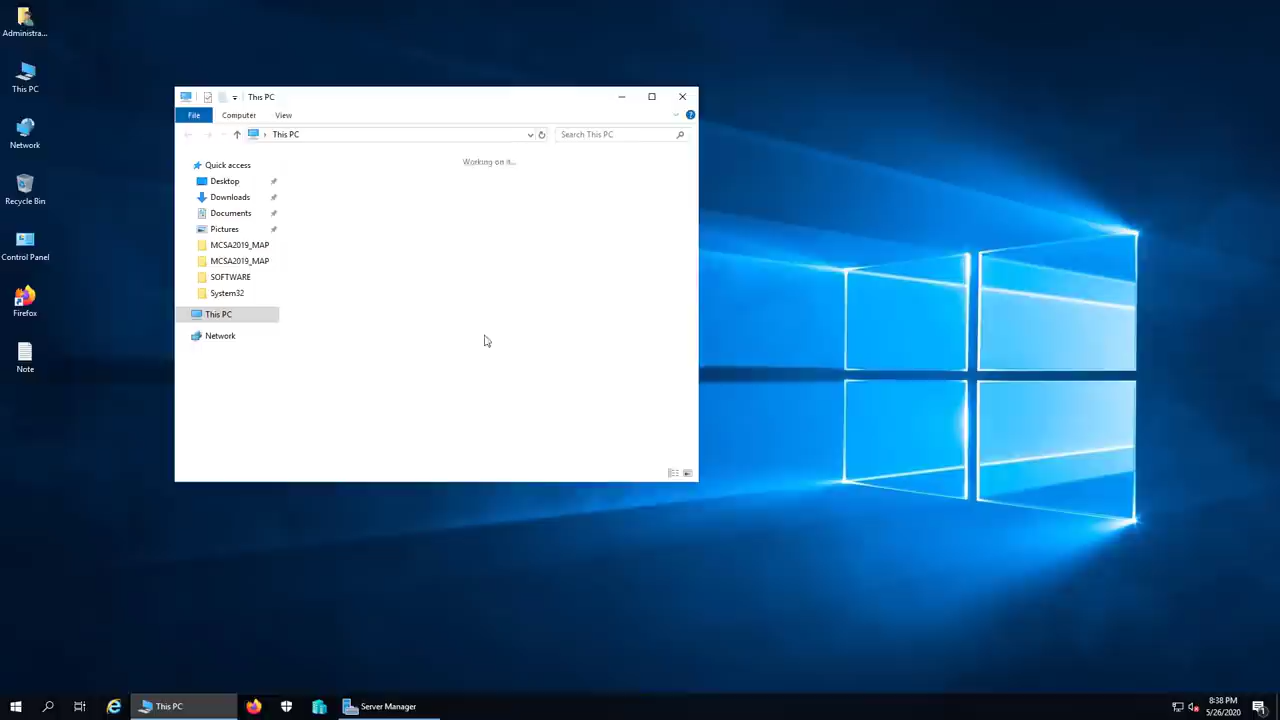 Administra...
This PC
Network
Recycle Bin
Control Panel
Firefox
Note
This PC
File
Computer
View
This PC
Search This PC
Working on it...
Quick access
Desktop
Downloads
Documents
Pictures
MCSA2019_MAP
MCSA2019_MAP
SOFTWARE
System32
This PC
Network
This PC
Server Manager
8:38 PM
5/26/2020